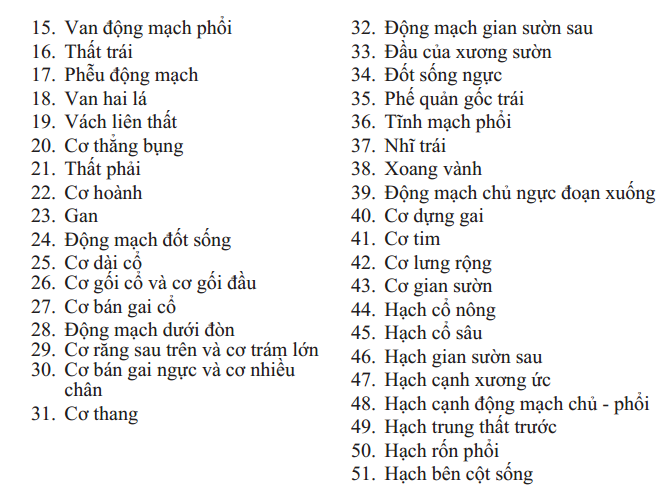 15. Van động mạch phổi
16. Thất trái
17. Phễu động mạch
18. Van hai lá
19. Vách liên thất
20. Cơ thẳng bụng
21. Thất phải
22. Cơ hoành
23. Gan
24. Động mạch đốt sống
25. Cơ dài cổ
26. Cơ gối cổ và cơ gối đầu
27. Cơ bán gai cổ
28. Động mạch dưới đòn
29. Cơ răng sau trên và cơ trám lớn
30. Cơ bán gai ngực và cơ nhiều
chân
31. Cơ thang
32. Động mạch gian sườn sau
33. Đầu của xương sườn
34. Đốt sống ngực
35. Phế quản gốc trái
36. Tĩnh mạch phổi
37. Nhĩ trái
38. Xoang vành
39. Động mạch chủ ngực đoạn xuống
40. Cơ dựng gai
41. Cơ tim
42. Cơ lưng rộng
43. Cơ gian sườn
44. Hạch cổ nông
45. Hạch cổ sâu
46. Hạch gian sườn sau
47. Hạch cạnh xương ức
48. Hạch cạnh động mạch chủ - phổi
49. Hạch trung thất trước
50. Hạch rốn phổi
51. Hạch bên cột sống